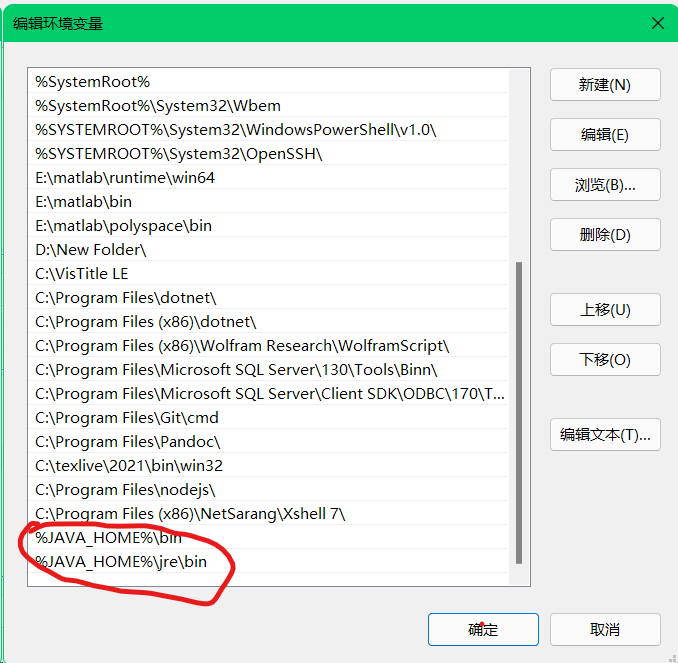 编辑环境变量
%SystemRoot%
%SystemRoot%\System32\Wbem
%SYSTEMROOT%\System32\WindowsPowerShell\v1.0\
%SYSTEMROOT%\System32\OpenSSH\
E:\matlab\runtime\win64
E:\matlab\bin
E:\matlab\polyspace\bin
D:\New Folder\
C:\VisTitle LE
C:\Program Files\dotnet\
C:\Program Files (x86)\dotnet\
C:\Program Files (x86)\Wolfram Research\WolframScript\
C:\Program Files\Microsoft SQL Server\130\Tools\Binn\
C:\Program Files\Microsoft SQL Server\Client SDK\ODBC\170\T...
C:\Program Files\Git\cmd
C:\Program Files\Pandoc\
C:\texlive\2021\bin\win32
C:\Program Files\nodejs\
C:\Program Files (x86)\NetSarang\Xshell 7\
%JAVA_HOME%\bin
%JAVA_HOME%\jre\bin
新建(N)
编辑(E)
浏览(B)...
删除(D)
上移(U)
下移(O)
编辑文本(T)...
确定
取消